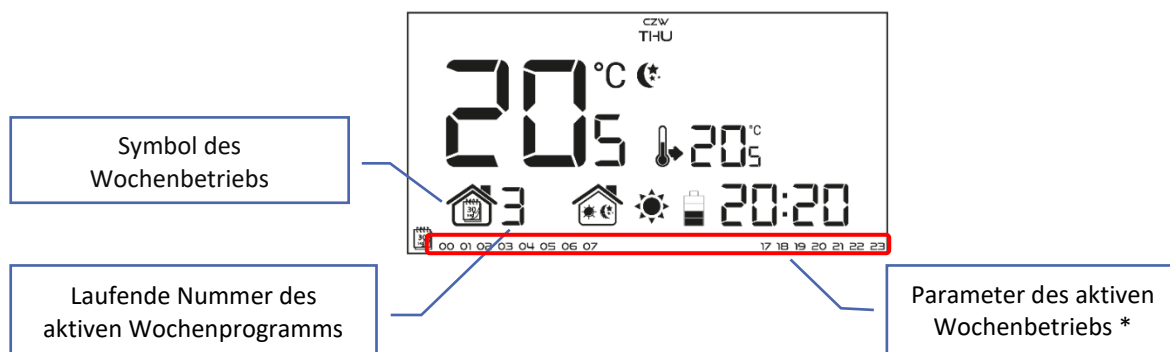 CZW
THU
20 5 °C
20 5 °C
3
20:20
30
00 01 02 03 04 05 06 07 17 18 19 20 21 22 23
Symbol des
Wochenbetriebs
Laufende Nummer des
aktiven Wochenprogramms
Parameter des aktiven
Wochenbetriebs *